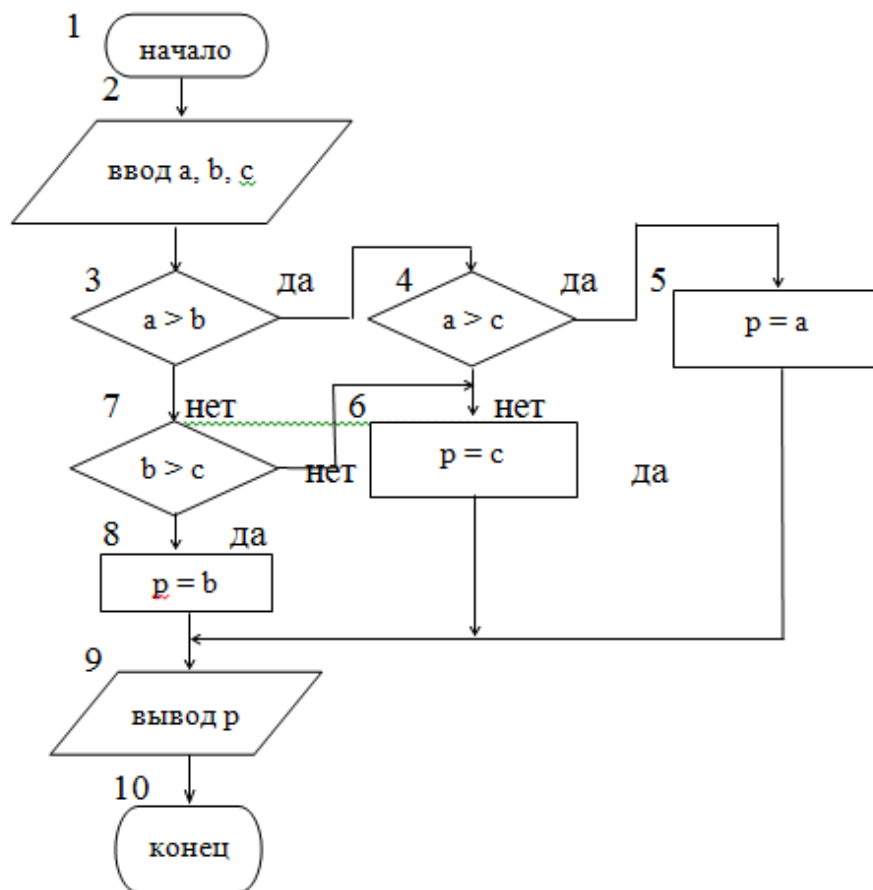 1
начало
2
ввод a, b, c
3
a > b
да
4
a > c
да
5
p = a
7
нет
6
нет
b > c
нет
p = c
да
8
да
p = b
9
вывод p
10
конец